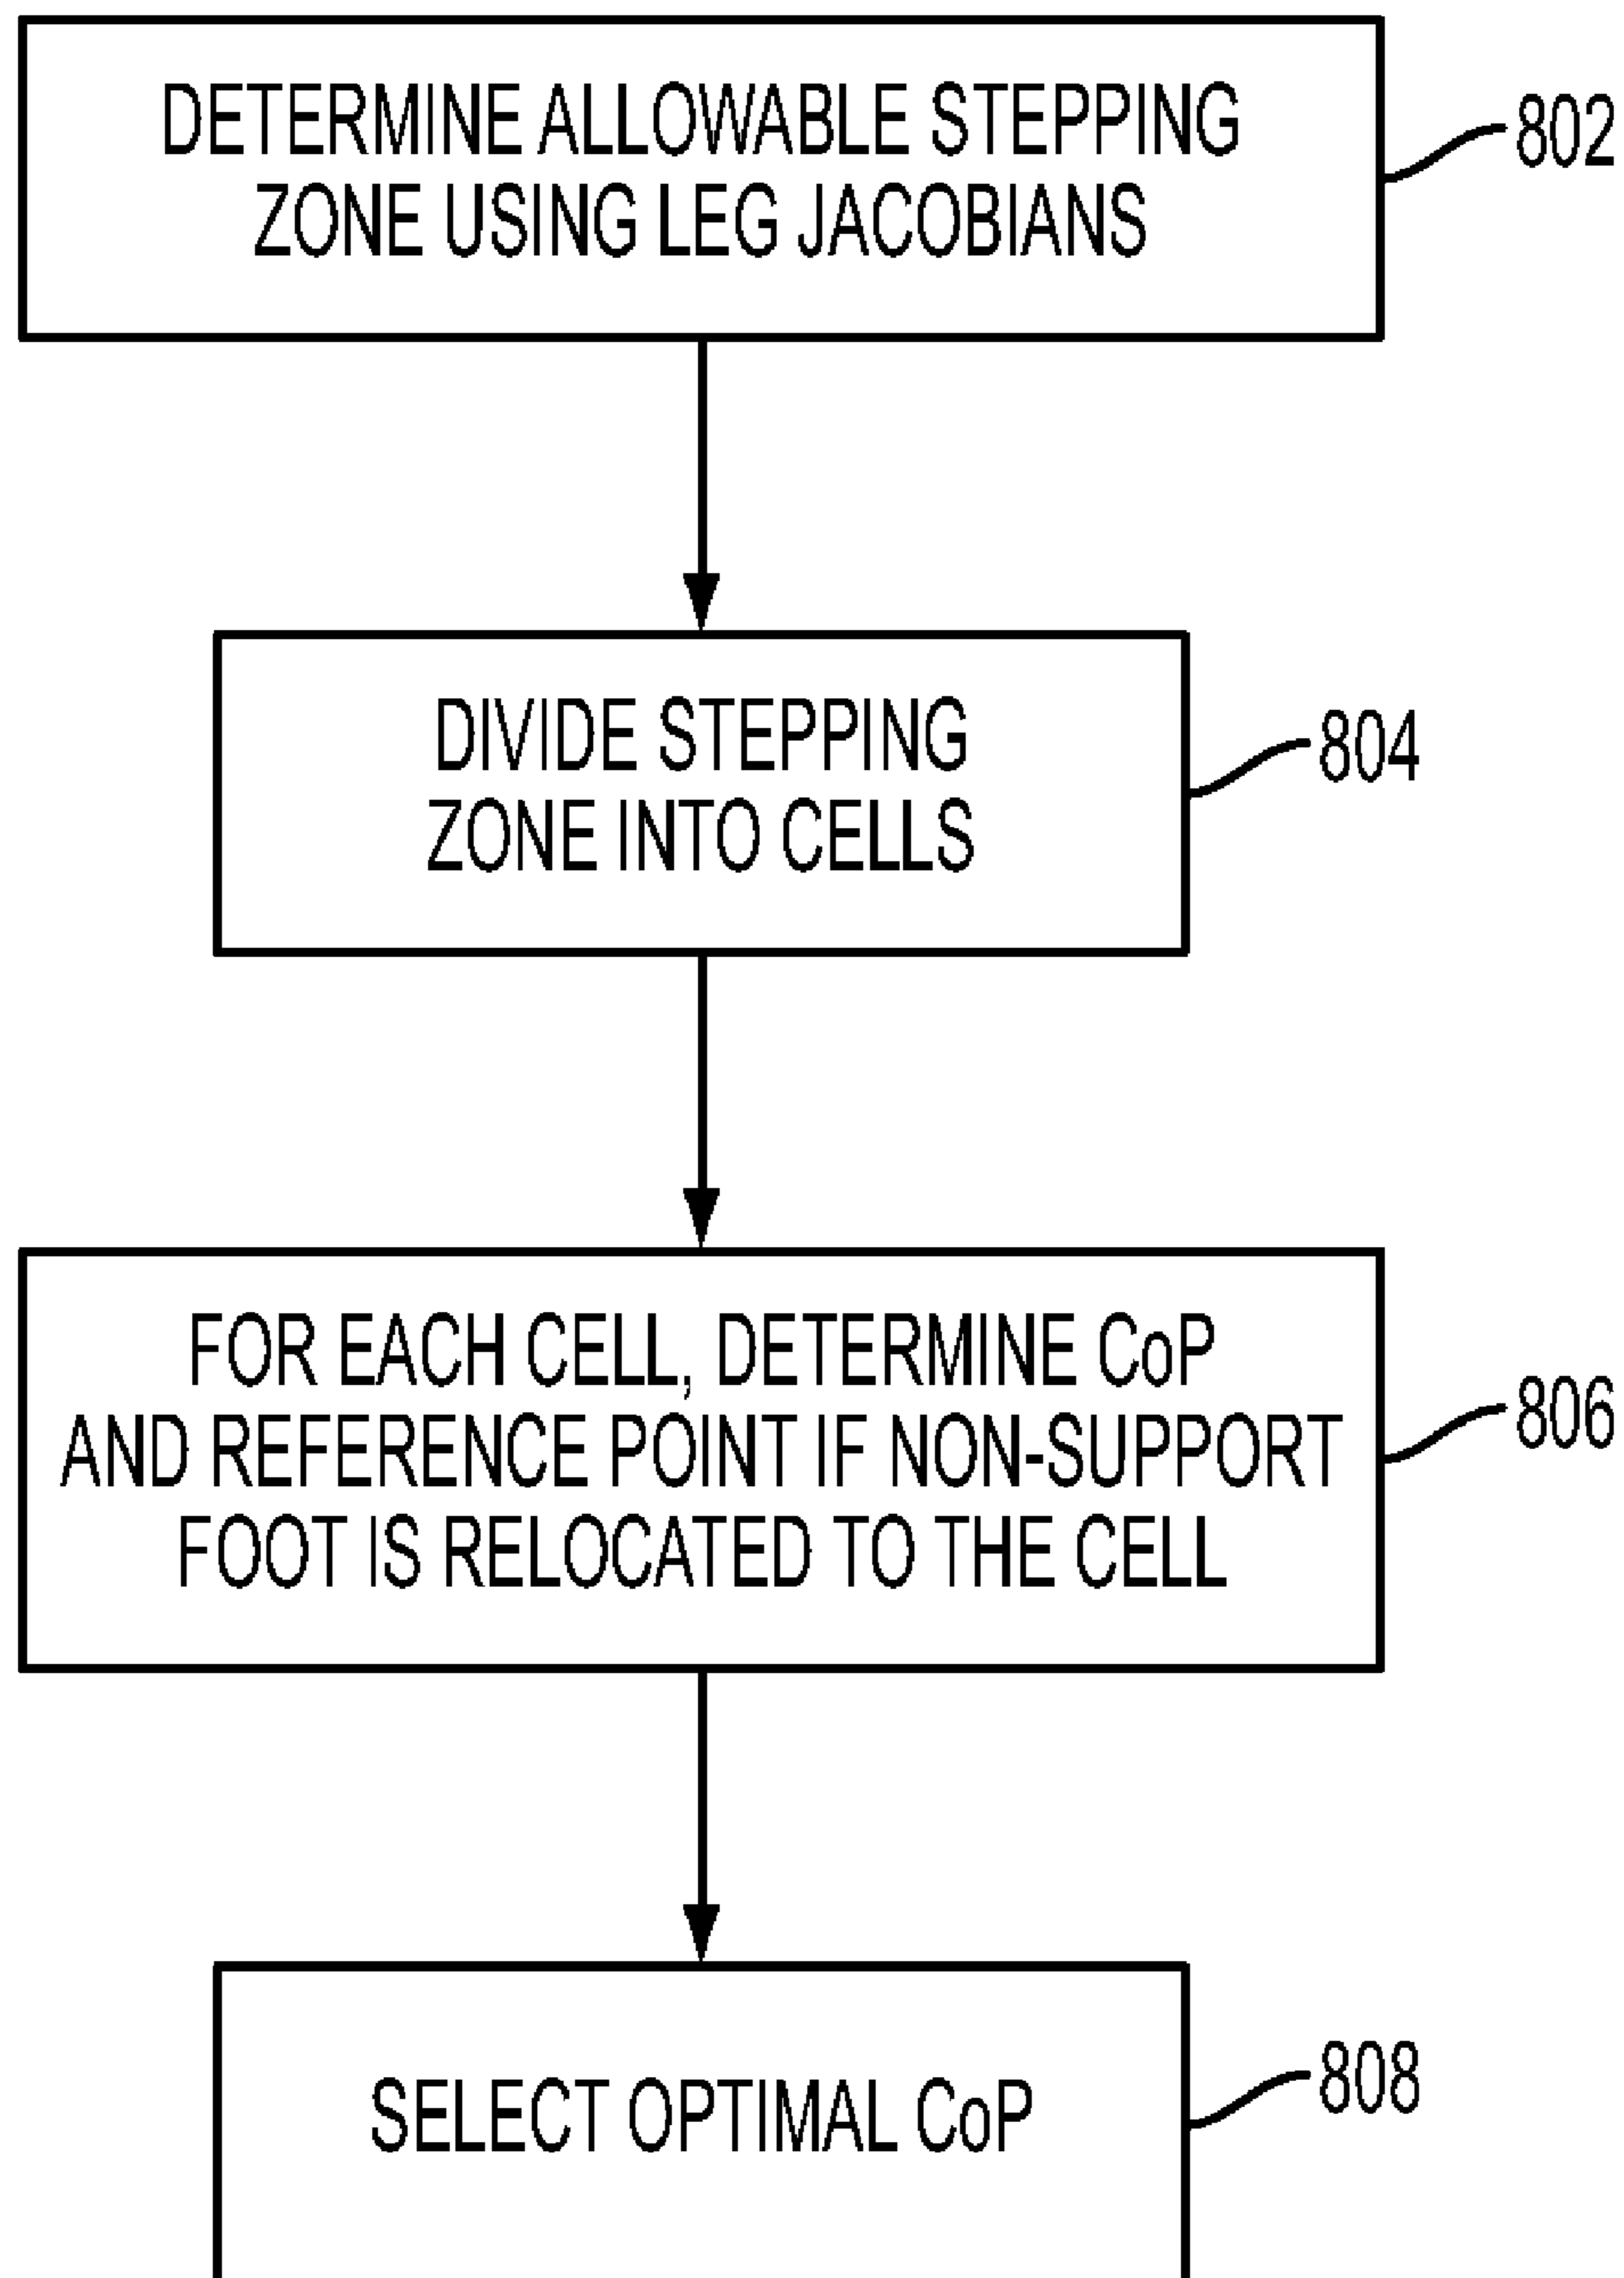 DETERMINE ALLOWABLE STEPPING
ZONE USING LEG JACOBIANS
802
DIVIDE STEPPING
ZONE INTO CELLS
804
FOR EACH CELL, DETERMINE CoP
AND REFERENCE POINT IF NON-SUPPORT
FOOT IS RELOCATED TO THE CELL
806
SELECT OPTIMAL CoP
808